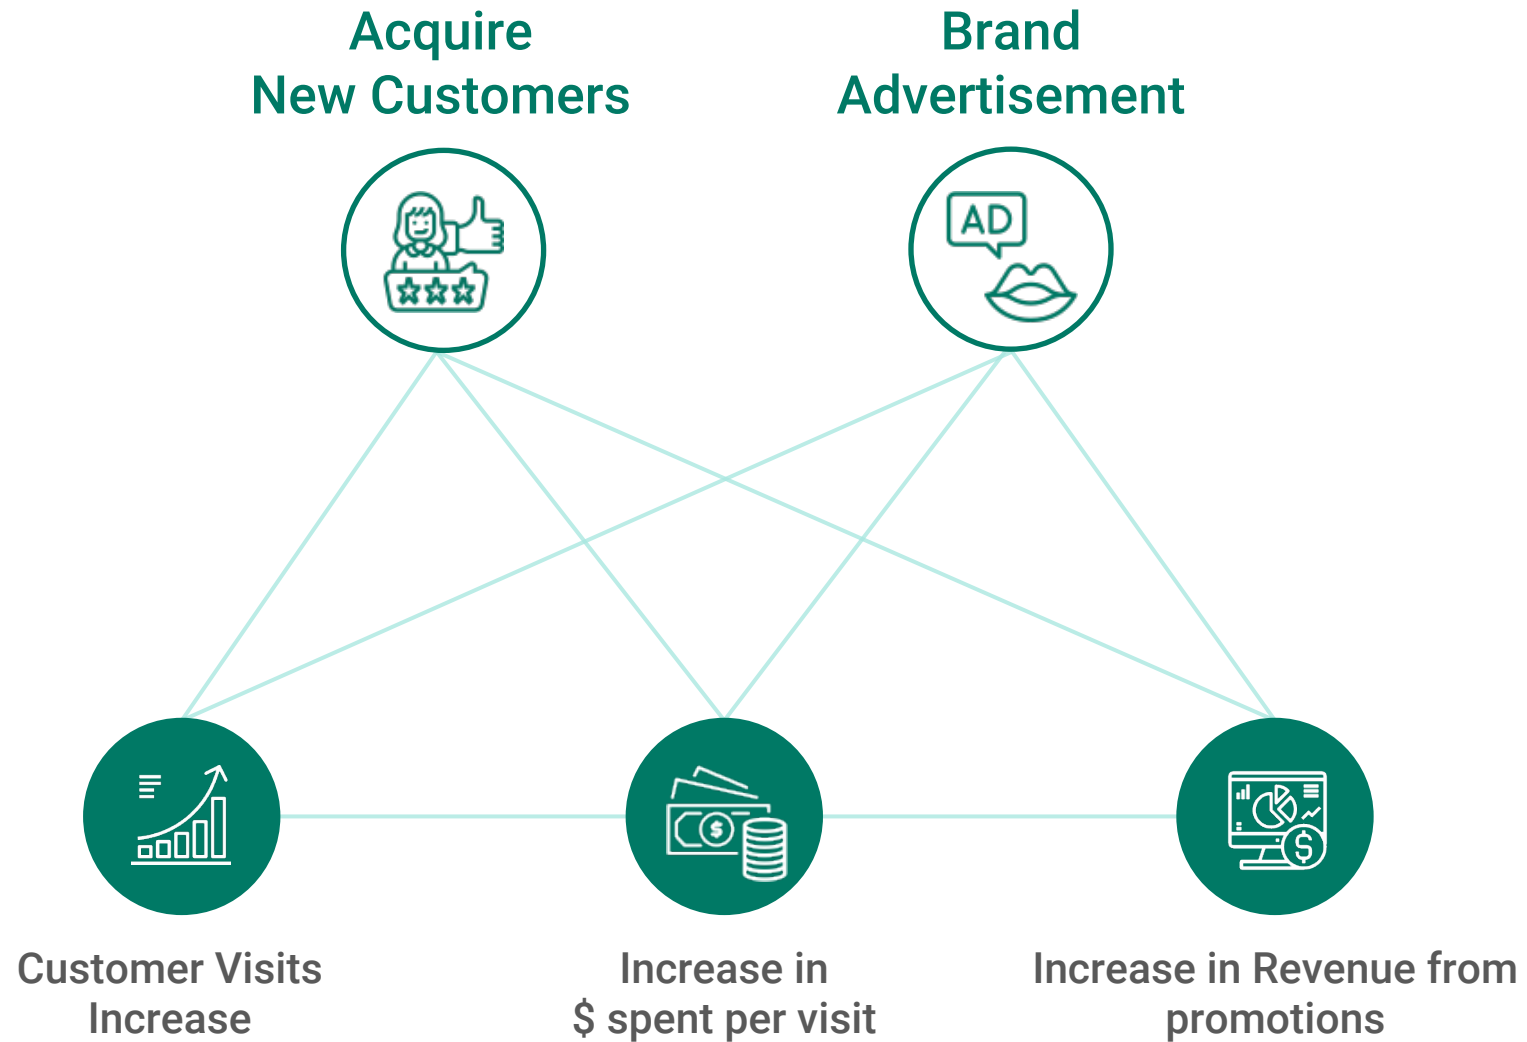 Acquire
New Customers
Brand
Advertisement
AD
$
$
Customer Visits
Increase
Increase in
$ spent per visit
Increase in Revenue from
promotions